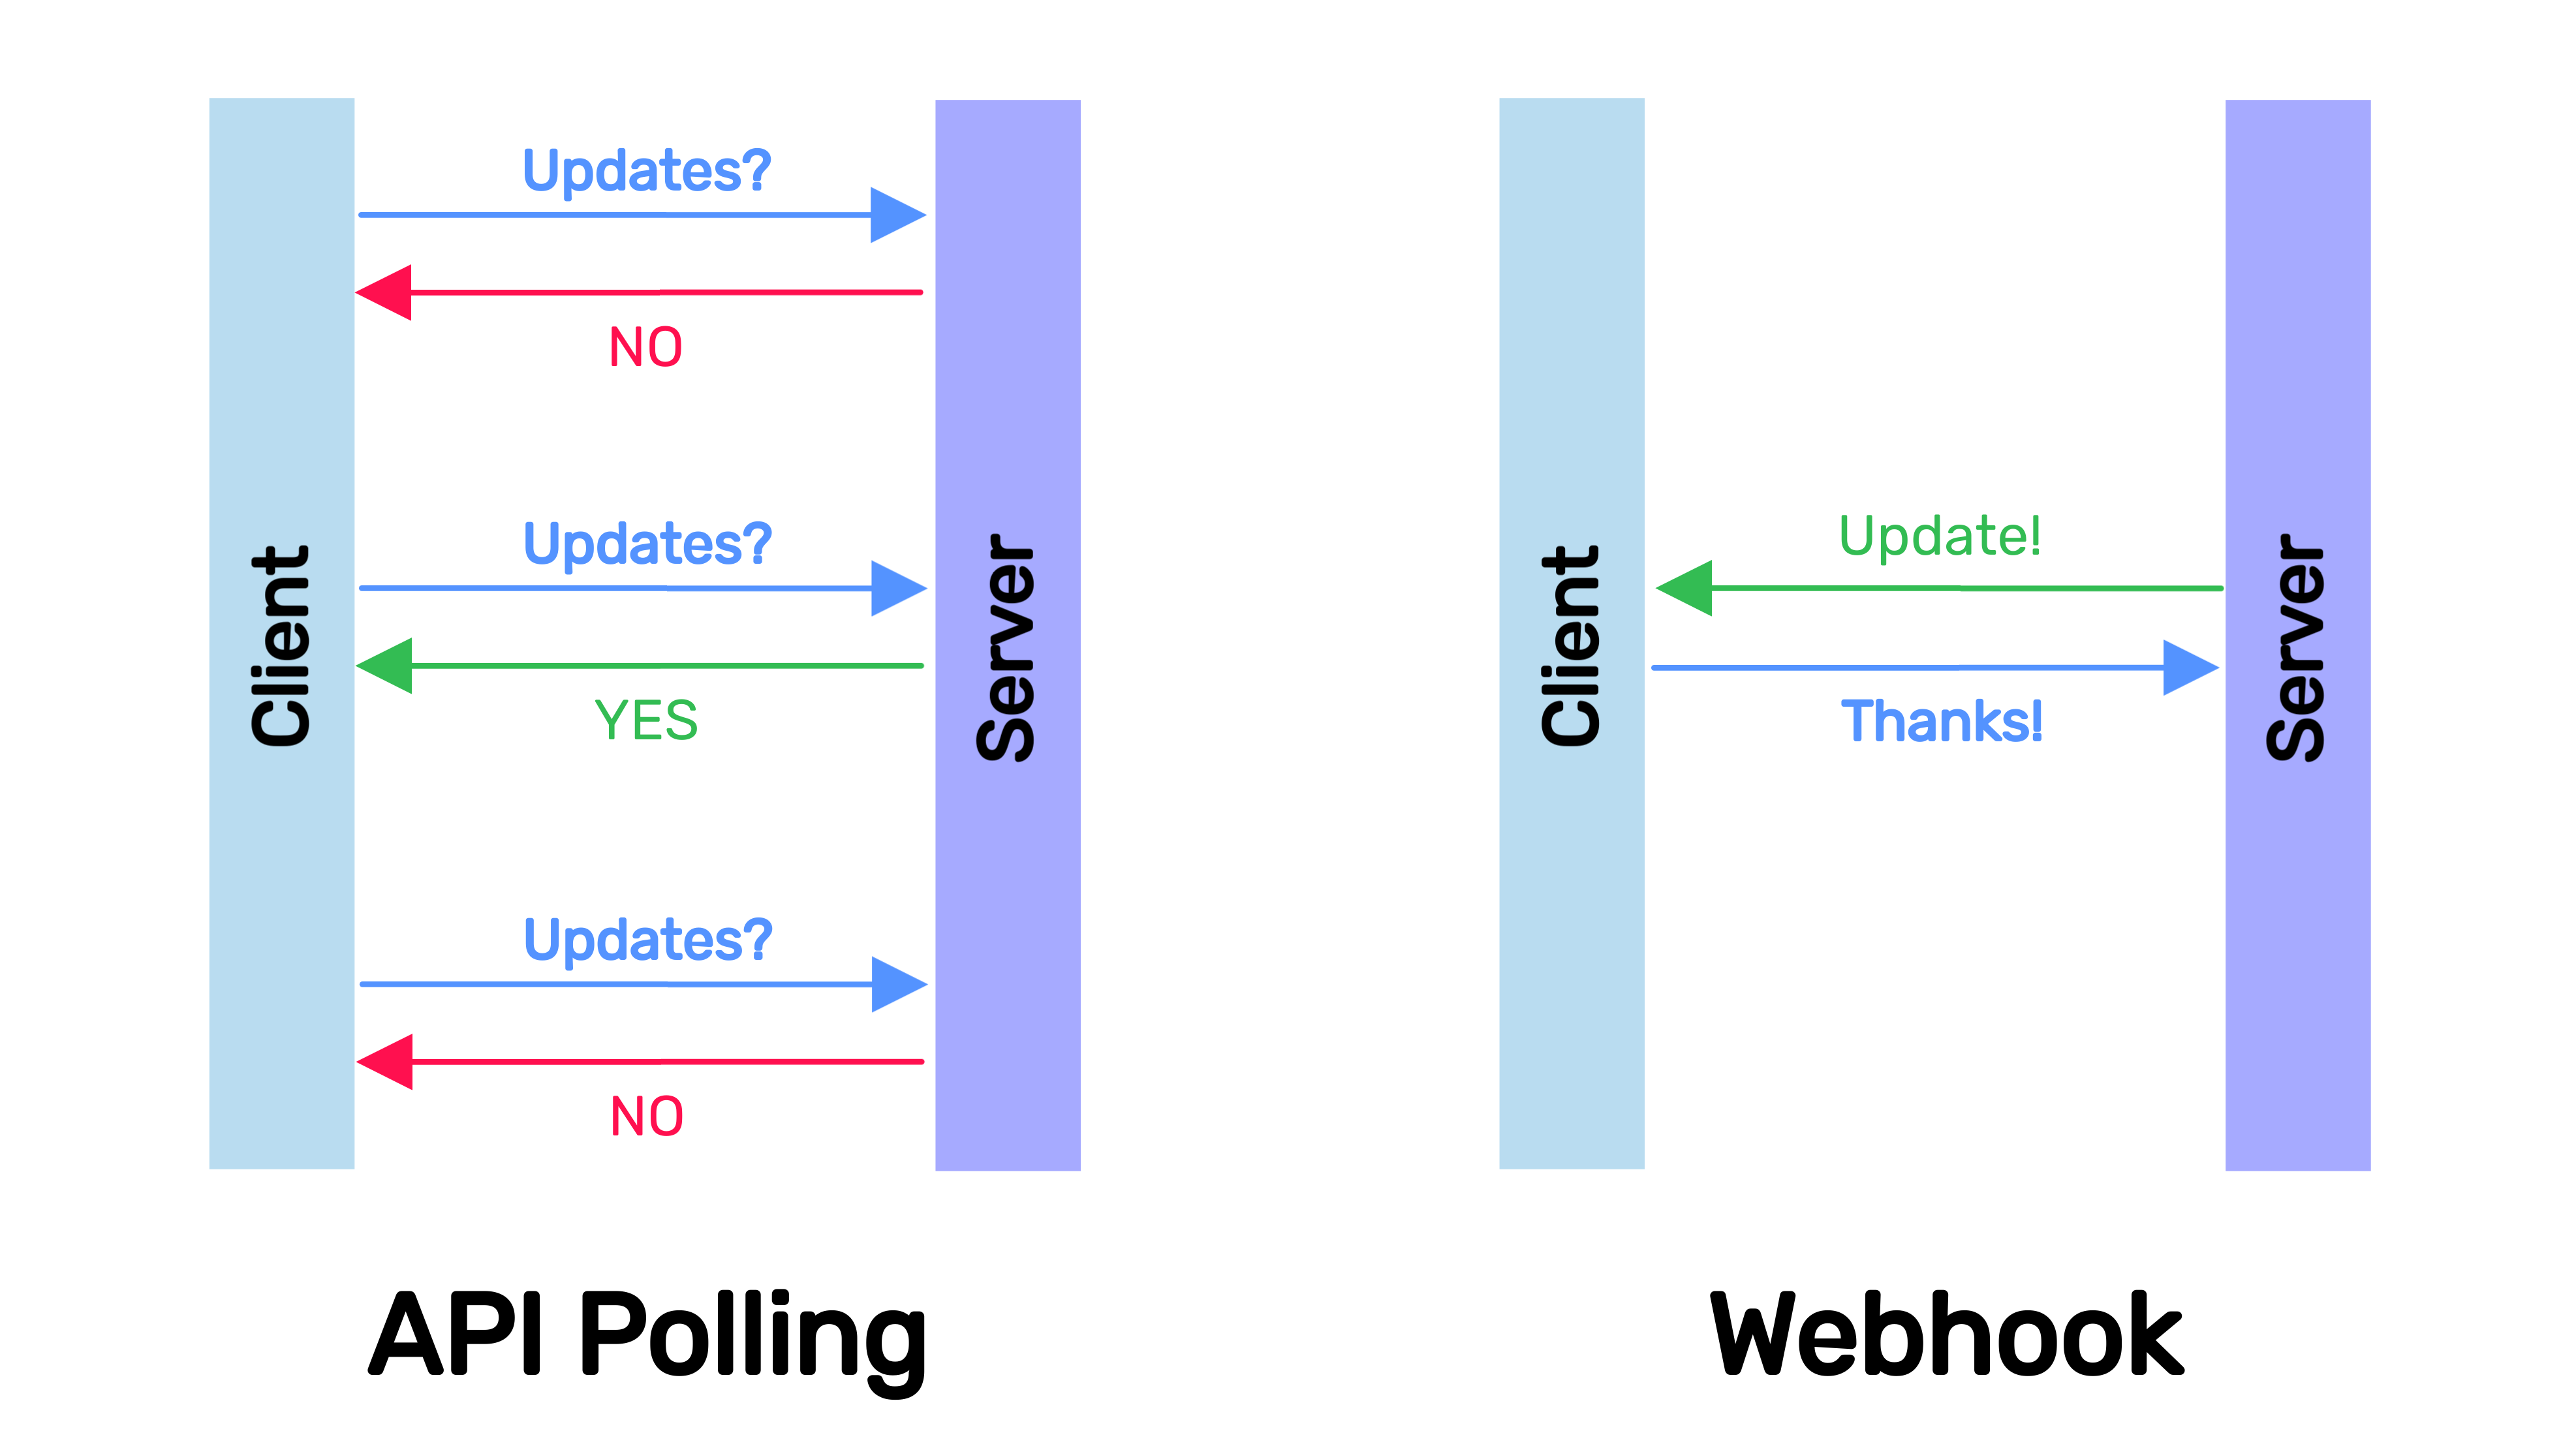 Client
Updates?
NO
Updates?
YES
Updates?
NO
Server
API Polling
Client
Update!
Thanks!
Server
Webhook